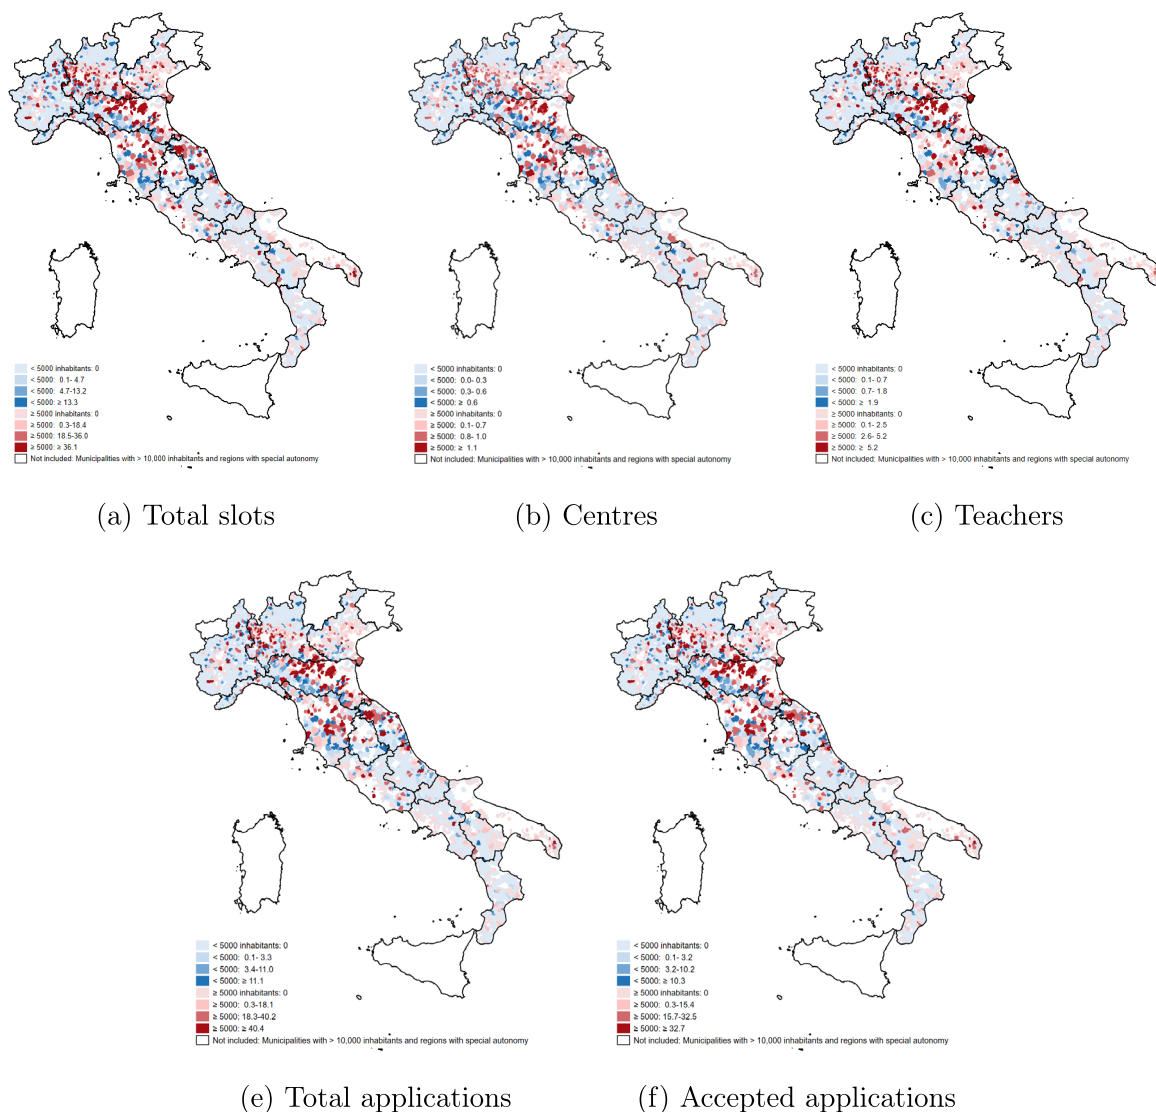 < 5000 inhabitants: 0
< 5000: 0.1- 4.7
< 5000: 4.7-13.2
< 5000: ≥ 13.3
≥ 5000 inhabitants: 0
≥ 5000: 0.3-18.4
≥ 5000: 18.5-36.0
≥ 5000: ≥ 36.1
Not included: Municipalities with > 10,000 inhabitants and regions with special autonomy
(a) Total slots
< 5000 inhabitants: 0
< 5000: 0.0- 0.3
< 5000: 0.3- 0.6
< 5000: ≥ 0.6
≥ 5000 inhabitants: 0
≥ 5000: 0.1- 0.7
≥ 5000: 0.8- 1.0
≥ 5000: ≥ 1.1
Not included: Municipalities with > 10,000 inhabitants and regions with special autonomy
(b) Centres
< 5000 inhabitants: 0
< 5000: 0.1- 0.7
< 5000: 0.7- 1.8
< 5000: ≥ 1.9
≥ 5000 inhabitants: 0
≥ 5000: 0.1- 2.5
≥ 5000: 2.6- 5.2
≥ 5000: ≥ 5.2
Not included: Municipalities with > 10,000 inhabitants and regions with special autonomy
(c) Teachers
< 5000 inhabitants: 0
< 5000: 0.1- 3.3
< 5000: 3.4-11.0
< 5000: ≥ 11.1
≥ 5000 inhabitants: 0
≥ 5000: 0.3-18.1
≥ 5000: 18.3-40.2
≥ 5000: ≥ 40.4
Not included: Municipalities with > 10,000 inhabitants and regions with special autonomy
(e) Total applications
< 5000 inhabitants: 0
< 5000: 0.1- 3.2
< 5000: 3.2-10.2
< 5000: ≥ 10.3
≥ 5000 inhabitants: 0
≥ 5000: 0.3-15.4
≥ 5000: 15.7-32.5
≥ 5000: ≥ 32.7
Not included: Municipalities with > 10,000 inhabitants and regions with special autonomy
(f) Accepted applications